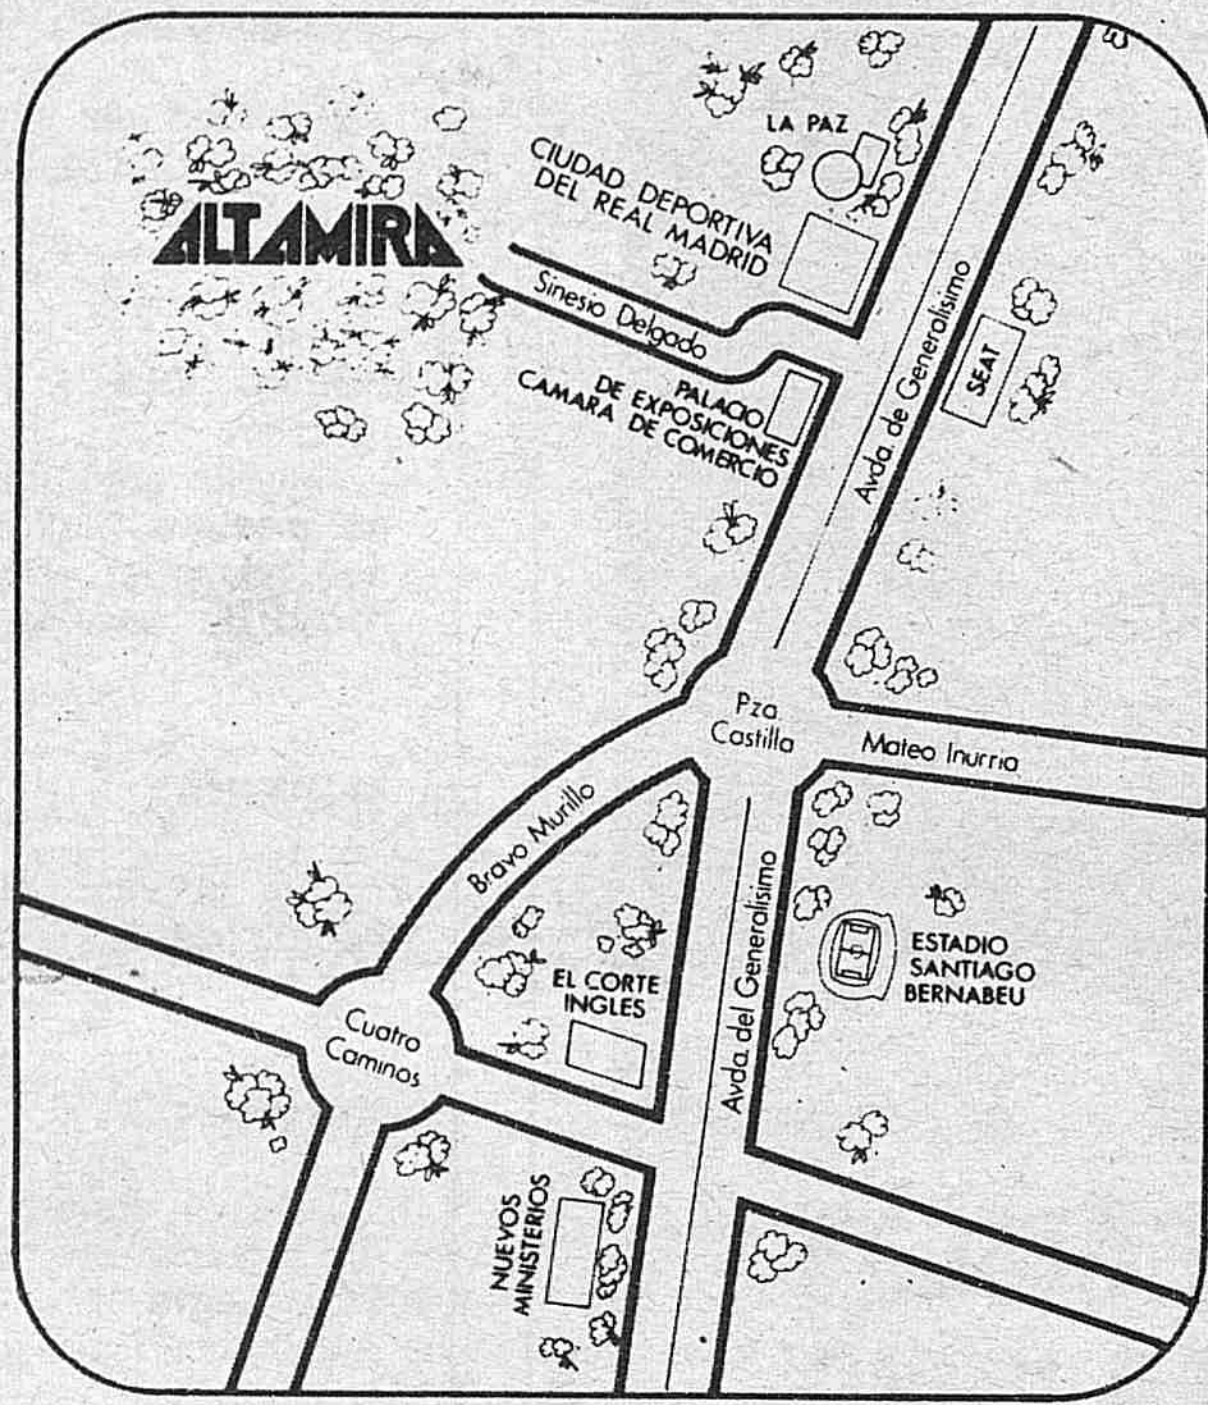 LA PAZ
CIUDAD DEPORTIVA
DEL REAL MADRID
ALTAMIRA
Sinesio Delgado
Avda. de Generalisimo
SEAT
PALACIO
DE EXPOSICIONES
CAMARA DE COMERCIO
Pza
Castilla
Mateo Inurria
Bravo Murillo
Avda. del Generalisimo
ESTADIO
SANTIAGO
BERNABEU
EL CORTE
INGLES
Cuatro
Caminos
NUEVOS
MINISTERIOS